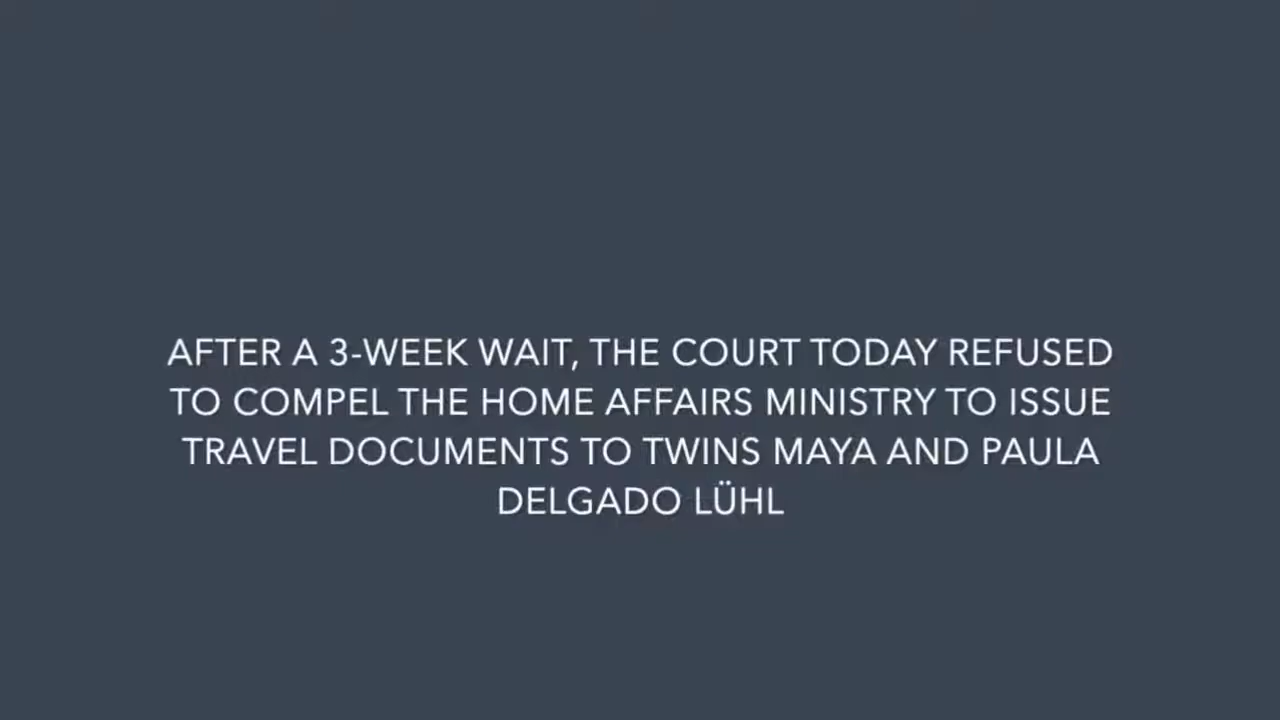 AFTER A 3-WEEK WAIT, THE COURT TODAY REFUSED
TO COMPEL THE HOME AFFAIRS MINISTRY TO ISSUE
TRAVEL DOCUMENTS TO TWINS MAYA AND PAULA
DELGADO LÜHL